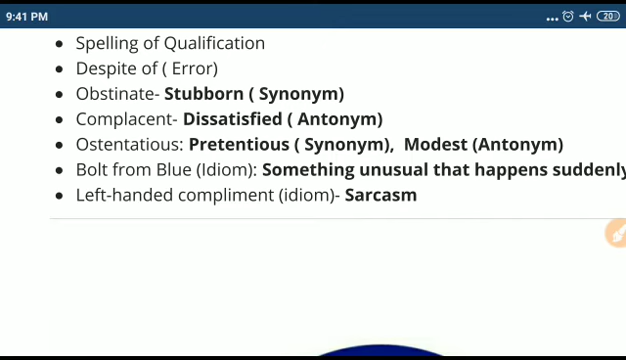 9:41 PM
... 20
Spelling of Qualification
Despite of ( Error)
Obstinate- Stubborn ( Synonym)
Complacent- Dissatisfied ( Antonym)
Ostentatious: Pretentious ( Synonym), Modest (Antonym)
Bolt from Blue (Idiom): Something unusual that happens suddenly
Left-handed compliment (idiom)- Sarcasm